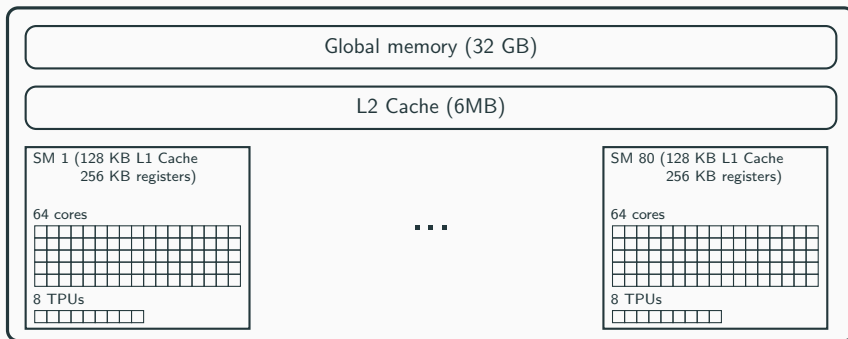 Global memory (32 GB)
L2 Cache (6MB)
SM 1 (128 KB L1 Cache
256 KB registers)
64 cores
8 TPUs
...
SM 80 (128 KB L1 Cache
256 KB registers)
64 cores
8 TPUs